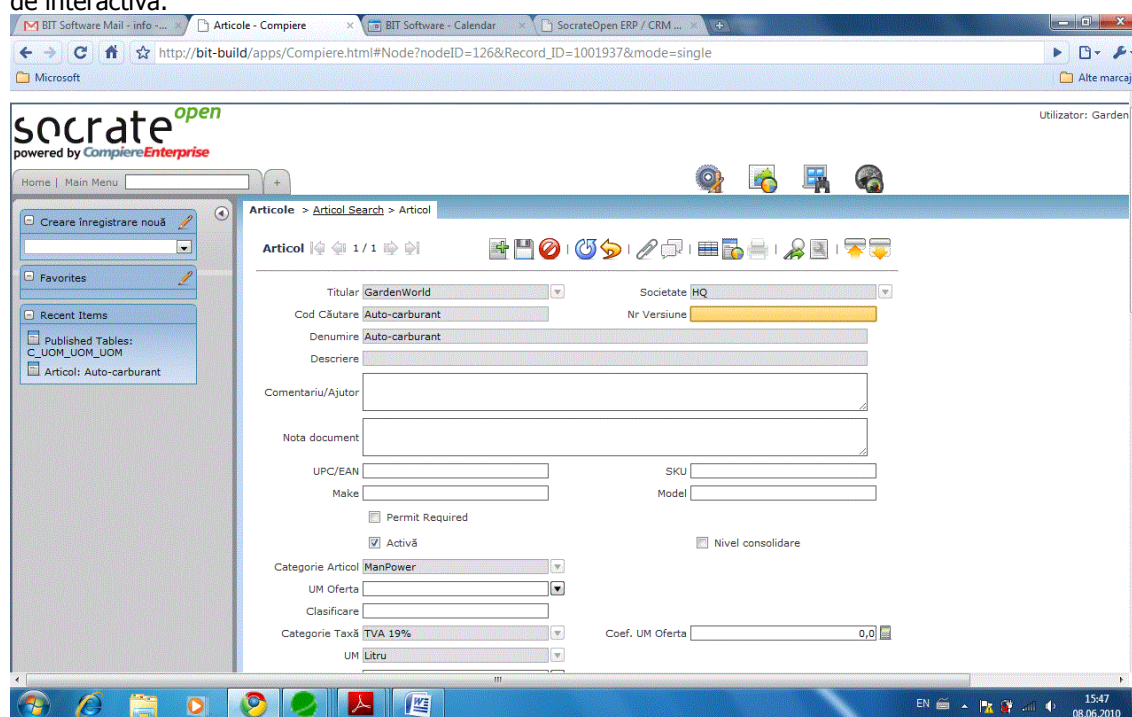 de interactivă.
BIT Software Mail - info -...
Articole - Compiere
BIT Software - Calendar
SocrateOpen ERP / CRM ...
http://bit-build/apps/Compiere.html#Node?nodeID=126&Record_ID=1001937&mode=single
Microsoft
Alte marcaj
socrate open
powered by CompiereEnterprise
Utilizator: Garden
Home | Main Menu
+
Articole > Articol Search > Articol
Creare înregistrare nouă
Favorites
Recent Items
Published Tables:
C_UOM_UOM_UOM
Articol: Auto-carburant
Articol 1 / 1
Titular GardenWorld Societate HQ
Cod Căutare Auto-carburant Nr Versiune
Denumire Auto-carburant
Descriere
Comentariu/Ajutor
Nota document
UPC/EAN SKU
Make Model
Permit Required
Activă Nivel consolidare
Categorie Articol ManPower
UM Oferta
Clasificare
Categorie Taxă TVA 19% Coef. UM Oferta 0,0
UM Litru
EN 15:47
08.06.2010